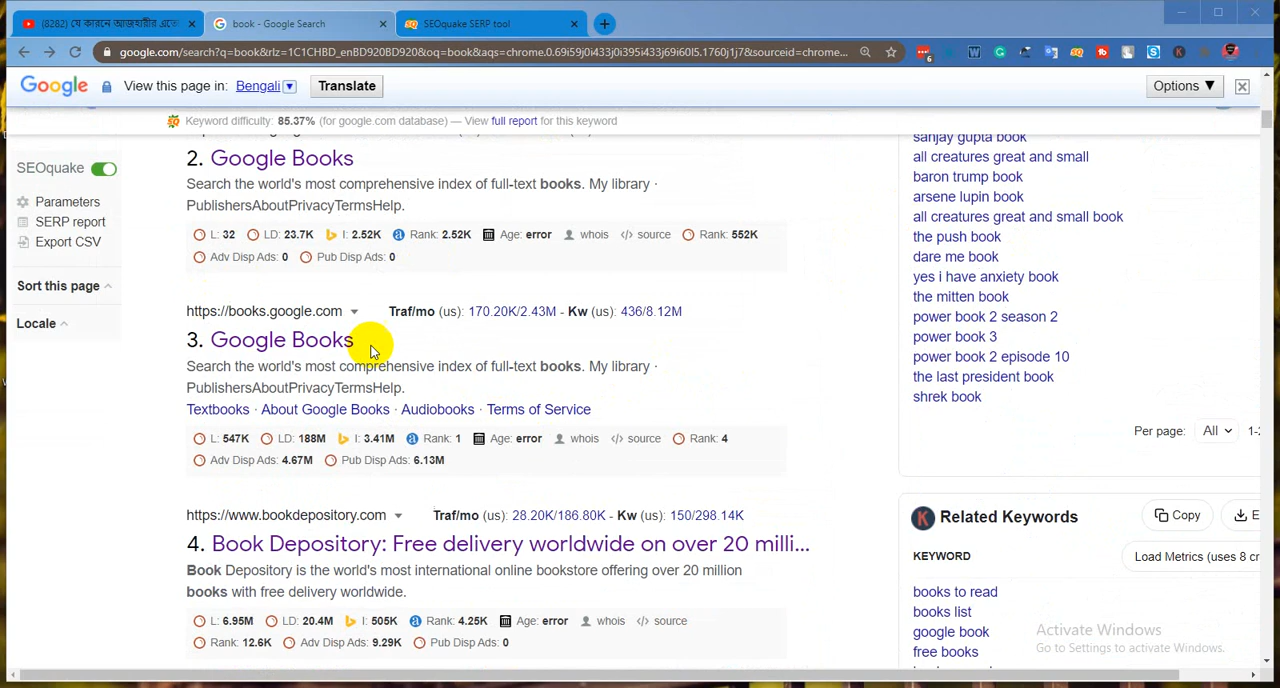 (8282) যে কারনে আজহারীর এতো
book - Google Search
SEOquake SERP tool
google.com/search?q=book&rlz=1C1CHBD_enBD920BD920&oq=book&aqs=chrome.0.69i59j0i433j0i395i433j69i60l5.1760j1j7&sourceid=chrome...
6
Google View this page in: Bengali Translate Options ▼
Keyword difficulty: 85.37% (for google.com database) — View full report for this keyword
SEOquake
Parameters
SERP report
Export CSV
Sort this page
Locale
2. Google Books
Search the world's most comprehensive index of full-text books. My library ·
PublishersAboutPrivacyTermsHelp.
L: 32 LD: 23.7K I: 2.52K Rank: 2.52K Age: error whois </> source Rank: 552K
Adv Disp Ads: 0 Pub Disp Ads: 0
https://books.google.com Traf/mo (us): 170.20K/2.43M - Kw (us): 436/8.12M
3. Google Books
Search the world's most comprehensive index of full-text books. My library ·
PublishersAboutPrivacyTermsHelp.
Textbooks · About Google Books · Audiobooks · Terms of Service
L: 547K LD: 188M I: 3.41M Rank: 1 Age: error whois </> source Rank: 4
Adv Disp Ads: 4.67M Pub Disp Ads: 6.13M
https://www.bookdepository.com Traf/mo (us): 28.20K/186.80K - Kw (us): 150/298.14K
4. Book Depository: Free delivery worldwide on over 20 milli...
Book Depository is the world's most international online bookstore offering over 20 million
books with free delivery worldwide.
L: 6.95M LD: 20.4M I: 505K Rank: 4.25K Age: error whois </> source
Rank: 12.6K Adv Disp Ads: 9.29K Pub Disp Ads: 0
sanjay gupta book
all creatures great and small
baron trump book
arsene lupin book
all creatures great and small book
the push book
dare me book
yes i have anxiety book
the mitten book
power book 2 season 2
power book 3
power book 2 episode 10
the last president book
shrek book
Per page: All 1-2
K Related Keywords Copy E
KEYWORD Load Metrics (uses 8 cr
books to read
books list
google book
free books
Activate Windows
Go to Settings to activate Windows.